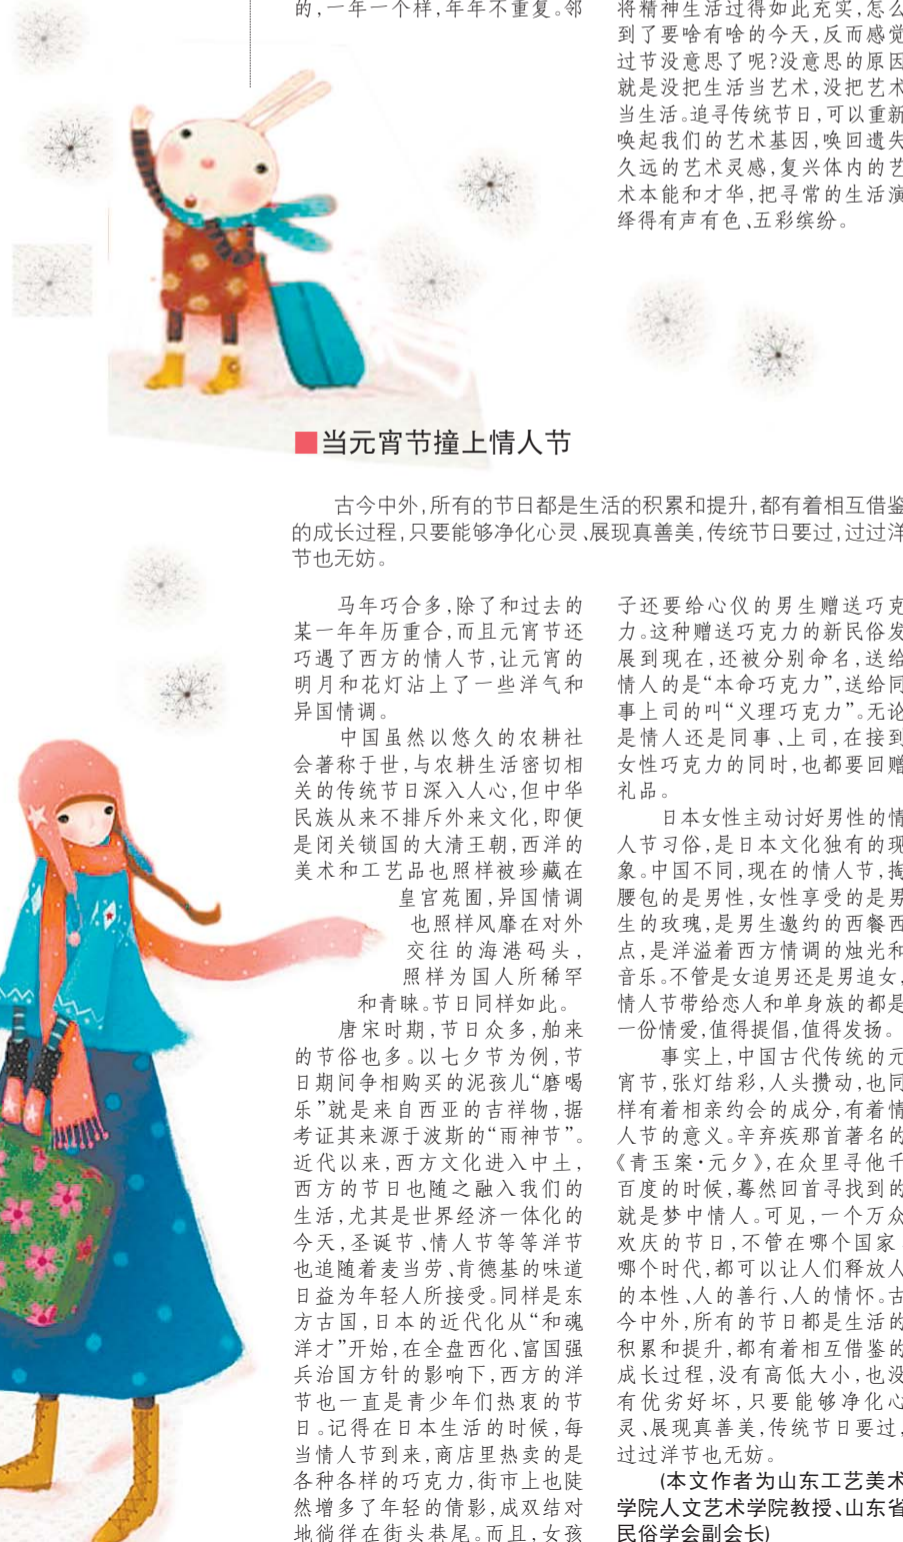 的,一年一个样,年年不重复。邻
将精神生活过得如此充实,怎么
到了要啥有啥的今天,反而感觉
过节没意思了呢?没意思的原因
就是没把生活当艺术,没把艺术
当生活。追寻传统节日,可以重新
唤起我们的艺术基因,唤回遗失
久远的艺术灵感,复兴体内的艺
术本能和才华,把寻常的生活演
绎得有声有色、五彩缤纷。
■当元宵节撞上情人节
古今中外,所有的节日都是生活的积累和提升,都有着相互借鉴
的成长过程,只要能够净化心灵、展现真善美,传统节日要过,过过洋
节也无妨。
马年巧合多,除了和过去的
某一年年历重合,而且元宵节还
巧遇了西方的情人节,让元宵的
明月和花灯沾上了一些洋气和
异国情调。
中国虽然以悠久的农耕社
会著称于世,与农耕生活密切相
关的传统节日深入人心,但中华
民族从来不排斥外来文化,即便
是闭关锁国的大清王朝,西洋的
美术和工艺品也照样被珍藏在
皇宫苑囿,异国情调
也照样风靡在对外
交往的海港码头,
照样为国人所稀罕
和青睐。节日同样如此。
唐宋时期,节日众多,舶来
的节俗也多。以七夕节为例,节
日期间争相购买的泥孩儿“磨喝
乐”就是来自西亚的吉祥物,据
考证其来源于波斯的“雨神节”。
近代以来,西方文化进入中土,
西方的节日也随之融入我们的
生活,尤其是世界经济一体化的
今天,圣诞节、情人节等等洋节
也追随着麦当劳、肯德基的味道
日益为年轻人所接受。同样是东
方古国,日本的近代化从“和魂
洋才”开始,在全盘西化、富国强
兵治国方针的影响下,西方的洋
节也一直是青少年们热衷的节
日。记得在日本生活的时候,每
当情人节到来,商店里热卖的是
各种各样的巧克力,街市上也陡
然增多了年轻的倩影,成双结对
地徜徉在街头巷尾。而且,女孩
子还要给心仪的男生赠送巧克
力。这种赠送巧克力的新民俗发
展到现在,还被分别命名,送给
情人的是“本命巧克力”,送给同
事上司的叫“义理巧克力”。无论
是情人还是同事、上司,在接到
女性巧克力的同时,也都要回赠
礼品。
日本女性主动讨好男性的情
人节习俗,是日本文化独有的现
象。中国不同,现在的情人节,掏
腰包的是男性,女性享受的是男
生的玫瑰,是男生邀约的西餐西
点,是洋溢着西方情调的烛光和
音乐。不管是女追男还是男追女,
情人节带给恋人和单身族的都是
一份情爱,值得提倡,值得发扬。
事实上,中国古代传统的元
宵节,张灯结彩,人头攒动,也同
样有着相亲约会的成分,有着情
人节的意义。辛弃疾那首著名的
《青玉案·元夕》,在众里寻他千
百度的时候,蓦然回首寻找到的
就是梦中情人。可见,一个万众
欢庆的节日,不管在哪个国家
哪个时代,都可以让人们释放人
的本性、人的善行、人的情怀。古
今中外,所有的节日都是生活的
积累和提升,都有着相互借鉴的
成长过程,没有高低大小,也没
有优劣好坏,只要能够净化心
灵、展现真善美,传统节日要过,
过过洋节也无妨。
(本文作者为山东工艺美术
学院人文艺术学院教授、山东省
民俗学会副会长)